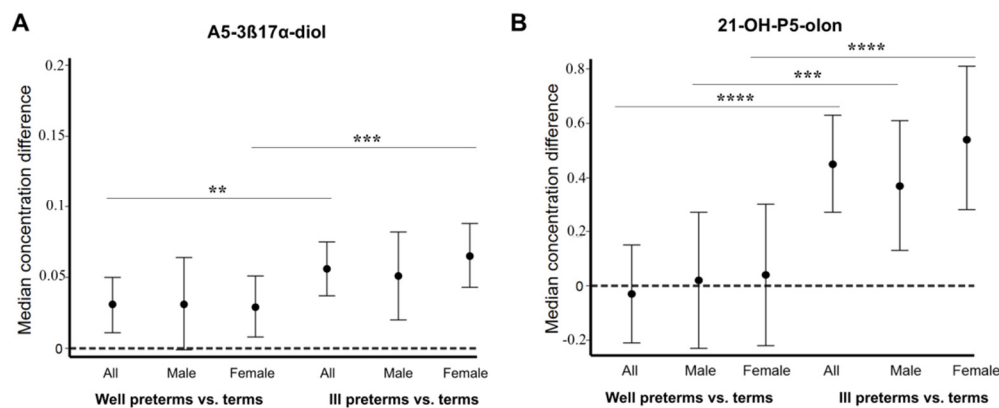 A
A5-3ß17α-diol
Median concentration difference
0.2
0.15
0.1
0.05
0
**
***
All Male Female All Male Female
Well preterms vs. terms Ill preterms vs. terms
B
21-OH-P5-olon
Median concentration difference
0.8
0.6
0.4
0.2
0
-0.2
****
***
****
All Male Female All Male Female
Well preterms vs. terms Ill preterms vs. terms